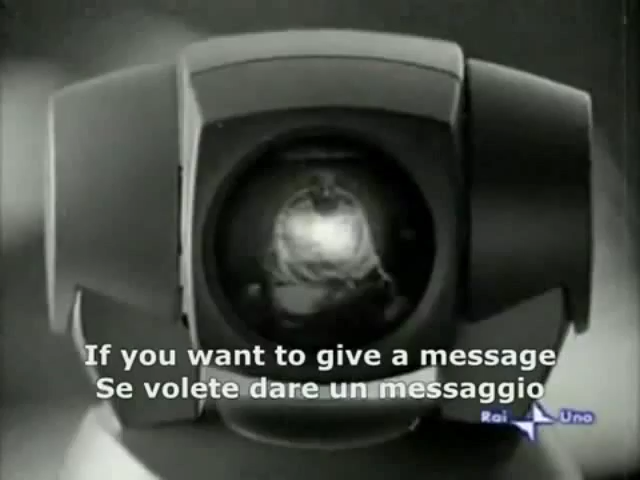 If you want to give a message
Se volete dare un messaggio
Rai Uno